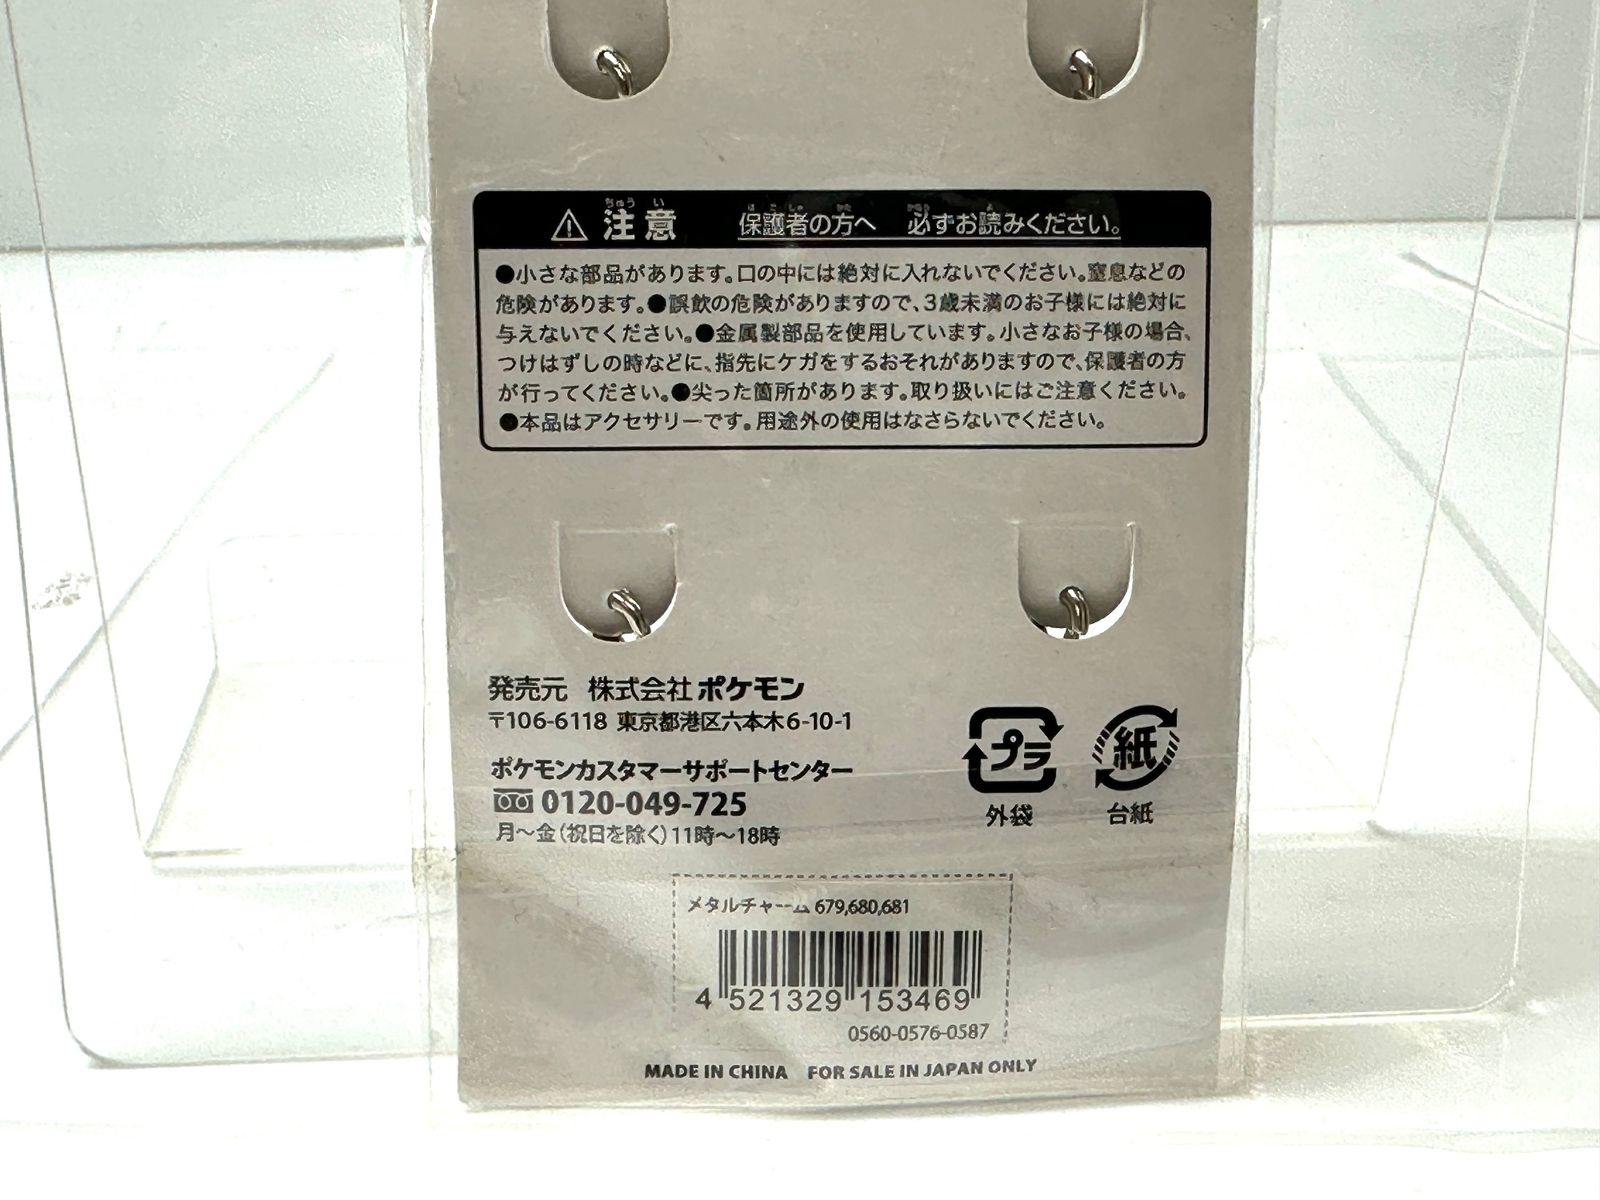 ちゅうい
⚠ 注意 保護者の方へ 必ずお読みください。
●小さな部品があります。口の中には絶対に入れないでください。窒息などの
危険があります。●誤飲の危険がありますので、3歳未満のお子様には絶対に
与えないでください。●金属製部品を使用しています。小さなお子様の場合、
つけはずしの時などに、指先にケガをするおそれがありますので、保護者の方
が行ってください。●尖った箇所があります。取り扱いにはご注意ください。
●本品はアクセサリーです。用途外の使用はなさらないでください。
発売元 株式会社ポケモン
〒106-6118 東京都港区六本木6-10-1
ポケモンカスタマーサポートセンター
0120-049-725
月～金(祝日を除く)11時～18時
プラ
外袋
紙
台紙
メタルチャーム 679,680,681
4 521329 153469
0560-0576-0587
MADE IN CHINA FOR SALE IN JAPAN ONLY